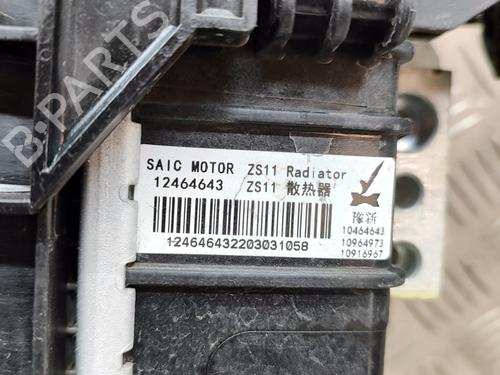 B-PARTS
SAIC MOTOR ZS11 Radiator
12464643 ZS11 散热器
豫新
10464643
10964973
10916967
124646432203031058